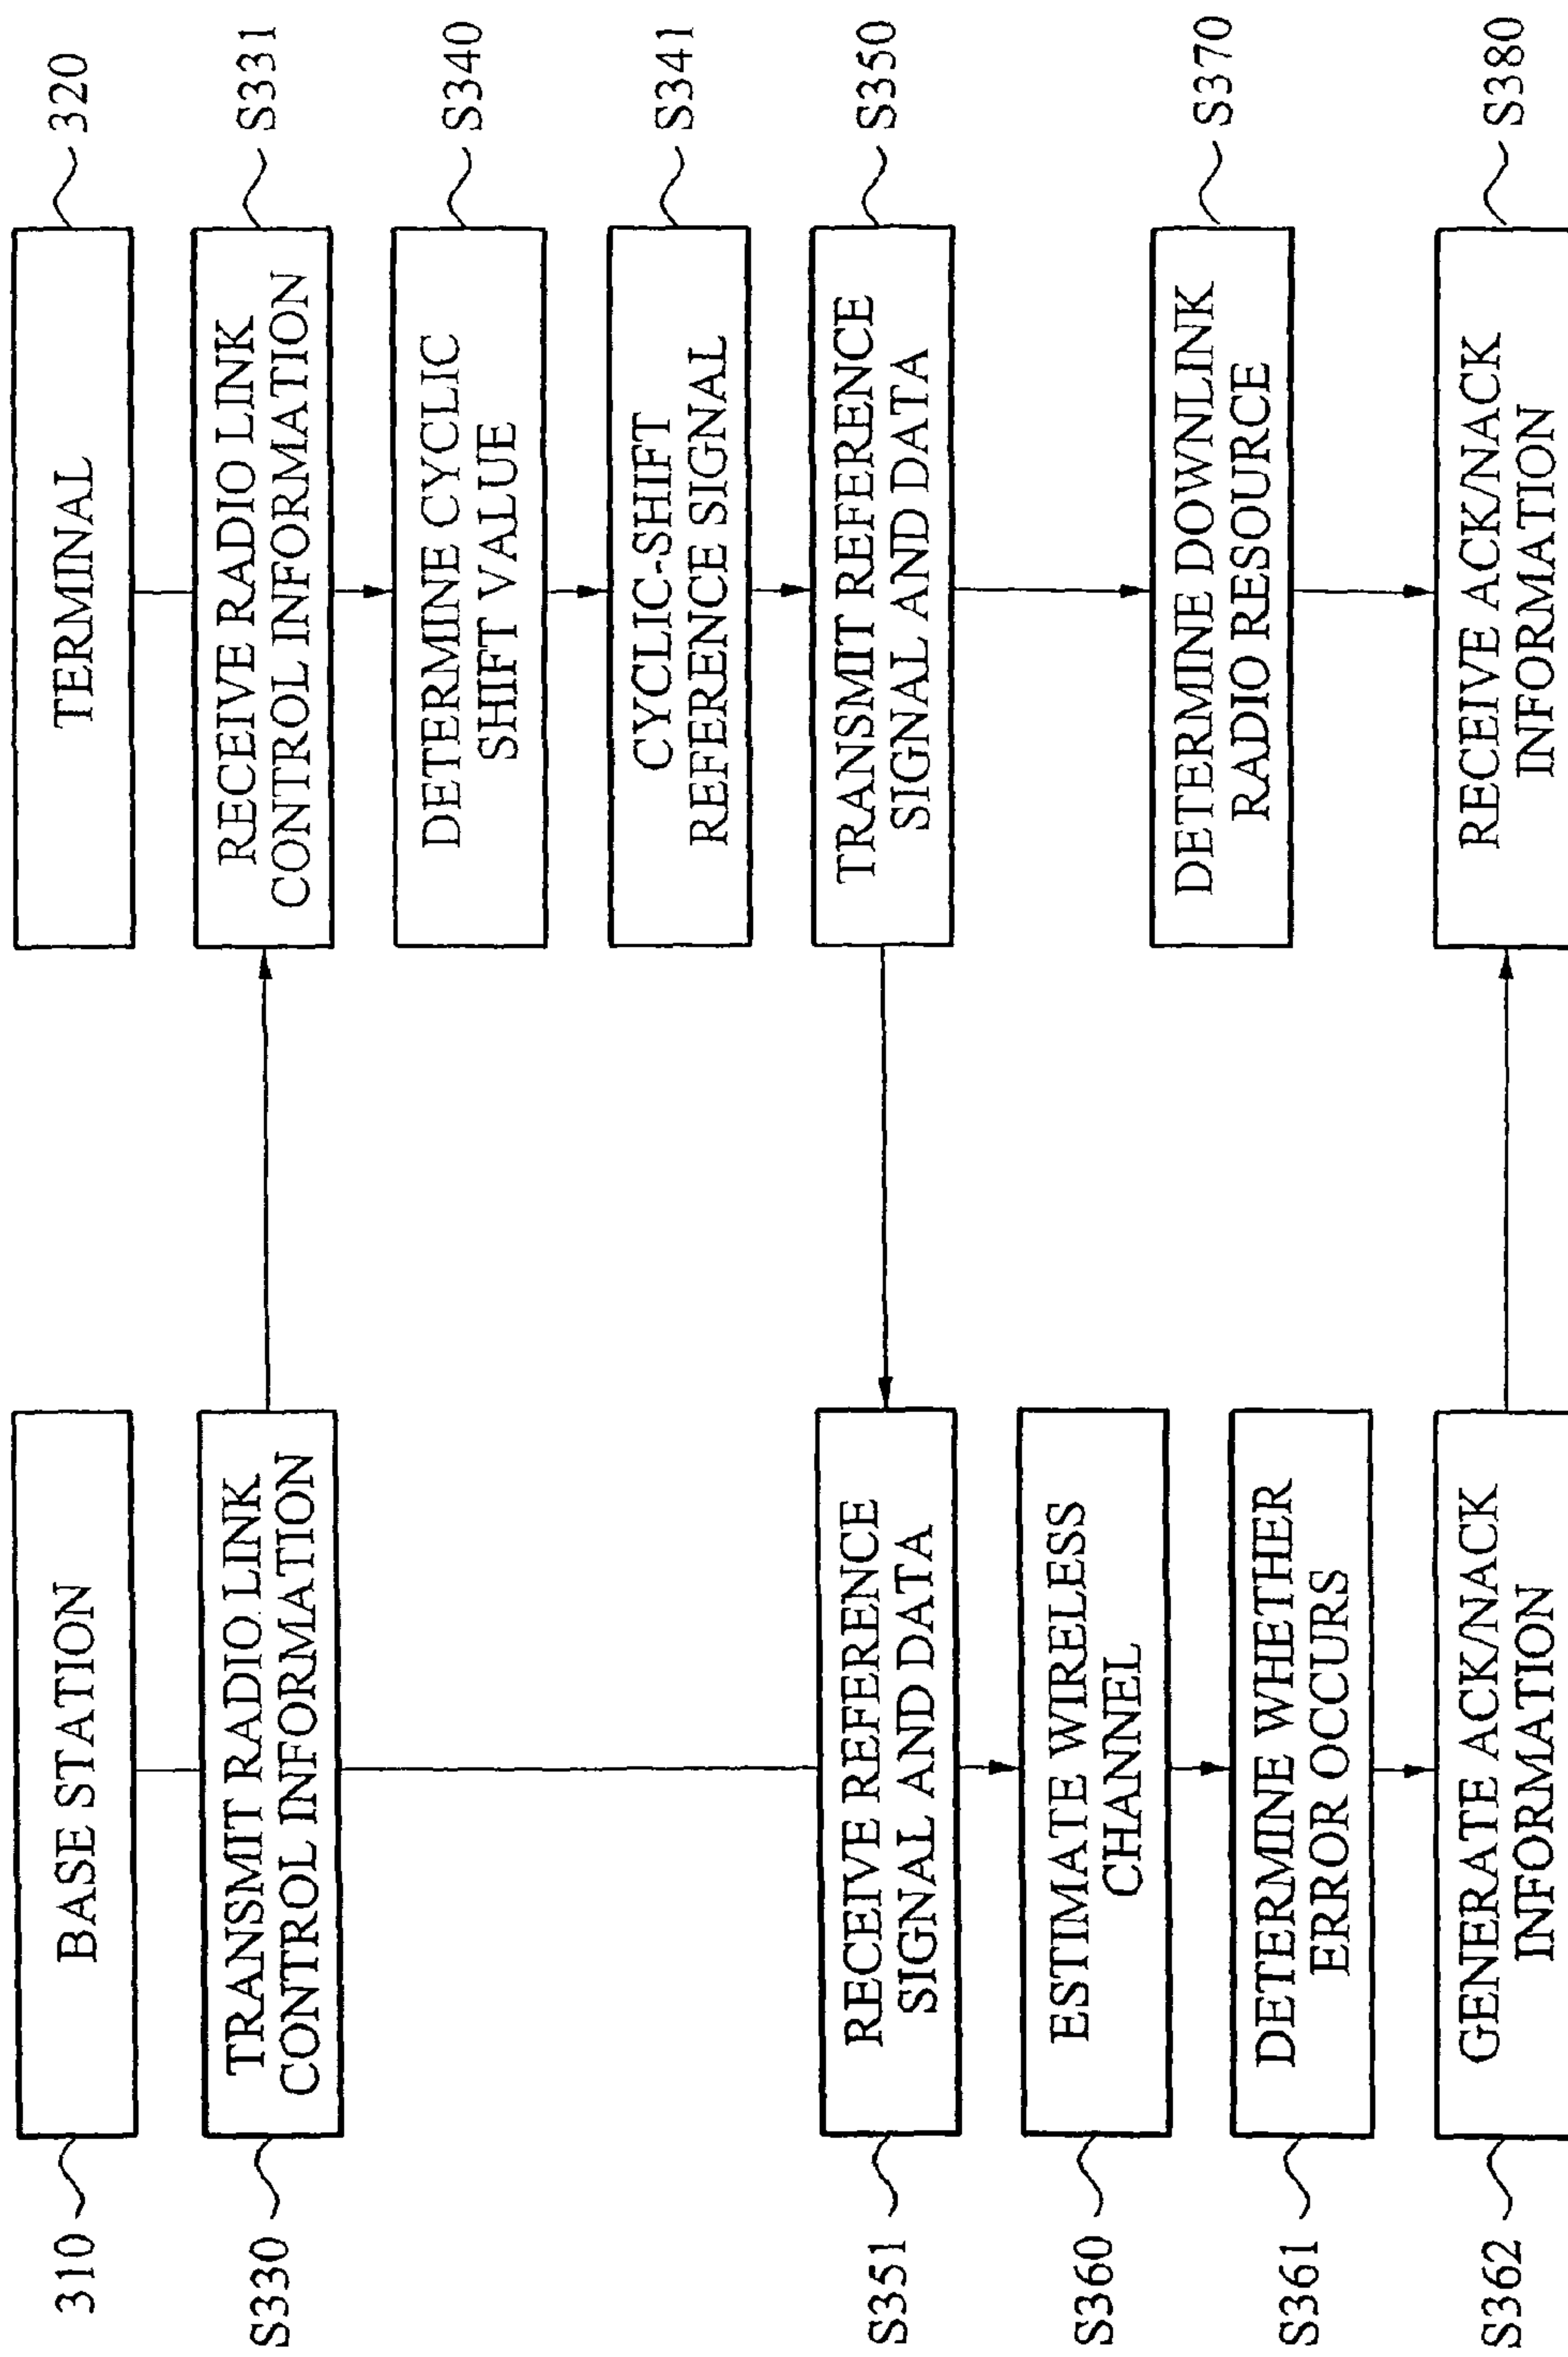 310
BASE STATION
TERMINAL
320
S330
TRANSMIT RADIO LINK
CONTROL INFORMATION
RECEIVE RADIO LINK
CONTROL INFORMATION
S331
DETERMINE CYCLIC
SHIFT VALUE
S340
CYCLIC-SHIFT
REFERENCE SIGNAL
S341
S351
RECEIVE REFERENCE
SIGNAL AND DATA
TRANSMIT REFERENCE
SIGNAL AND DATA
S350
S360
ESTIMATE WIRELESS
CHANNEL
S361
DETERMINE WHETHER
ERROR OCCURS
DETERMINE DOWNLINK
RADIO RESOURCE
S370
S362
GENERATE ACK/NACK
INFORMATION
RECEIVE ACK/NACK
INFORMATION
S380